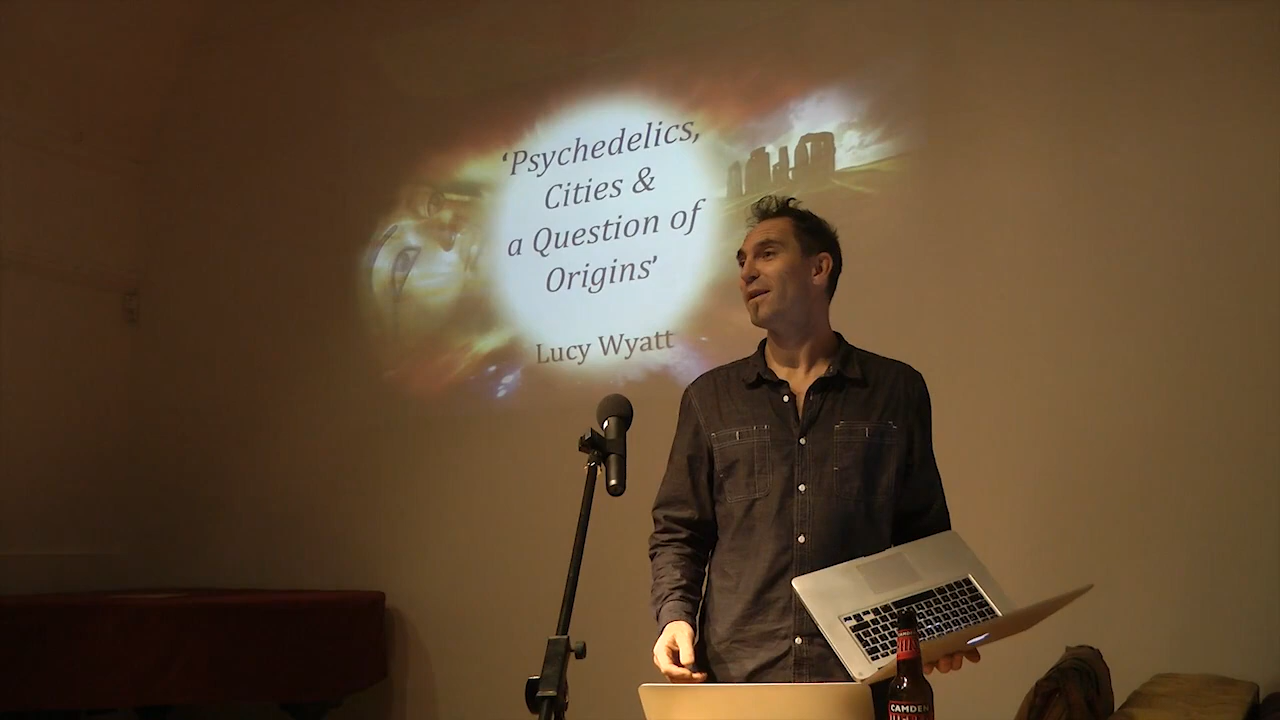 ‘Psychedelics,
Cities &
a Question of
Origins’
Lucy Wyatt
CAMDEN